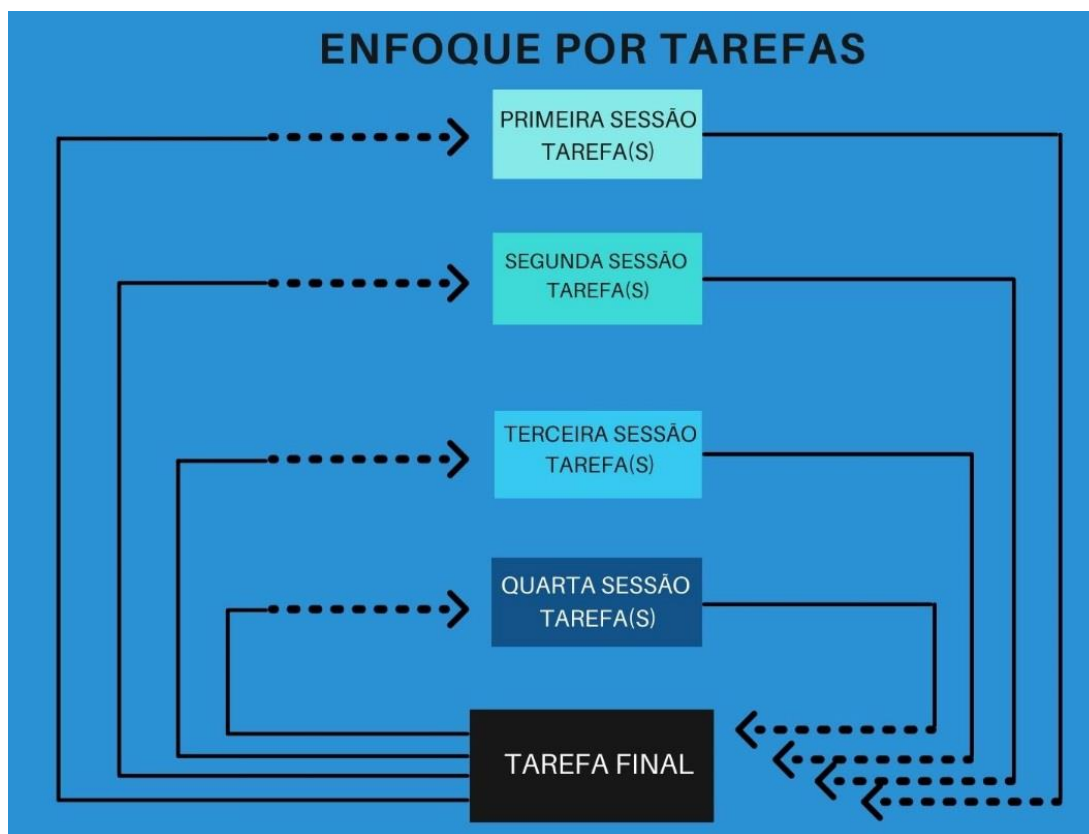 ENFOQUE POR TAREFAS
PRIMEIRA SESSÃO
TAREFA(S)
SEGUNDA SESSÃO
TAREFA(S)
TERCEIRA SESSÃO
TAREFA(S)
QUARTA SESSÃO
TAREFA(S)
TAREFA FINAL